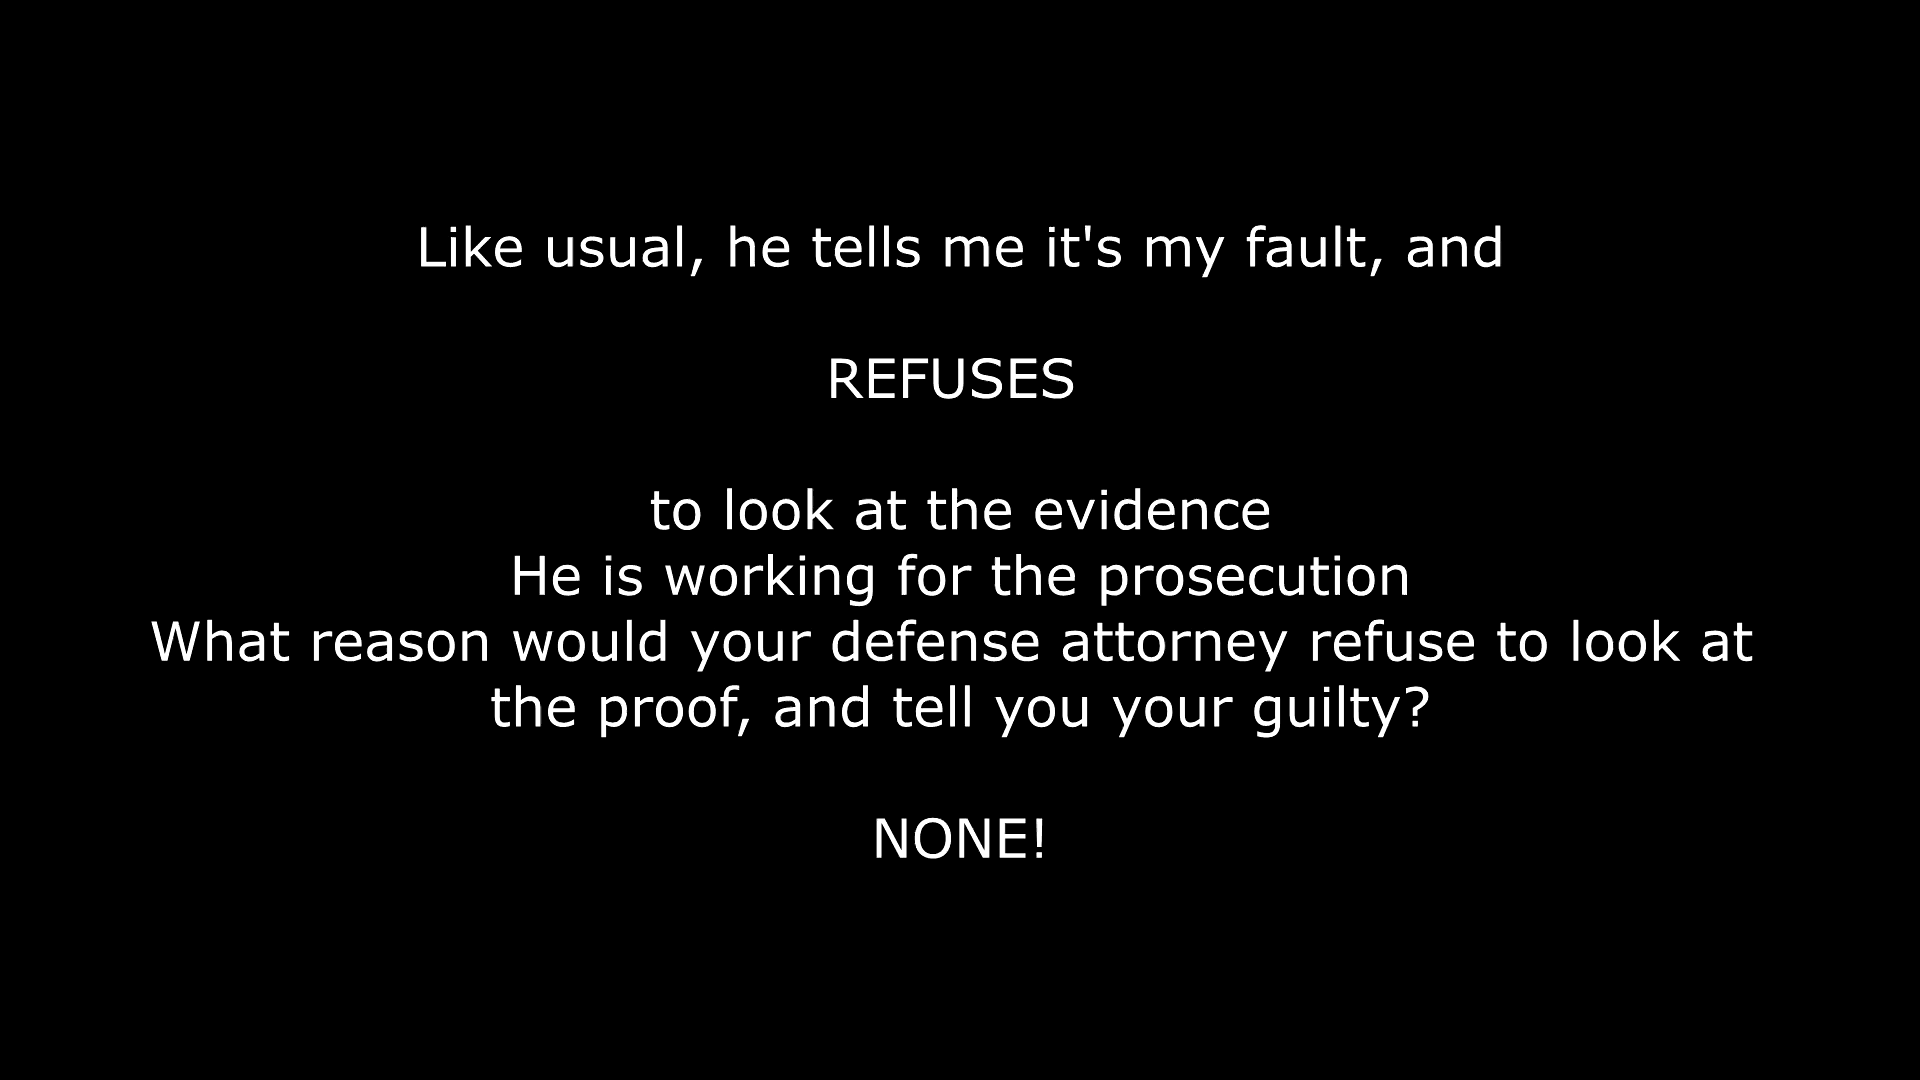 Like usual, he tells me it's my fault, and
REFUSES
to look at the evidence
He is working for the prosecution
What reason would your defense attorney refuse to look at
the proof, and tell you your guilty?
NONE!